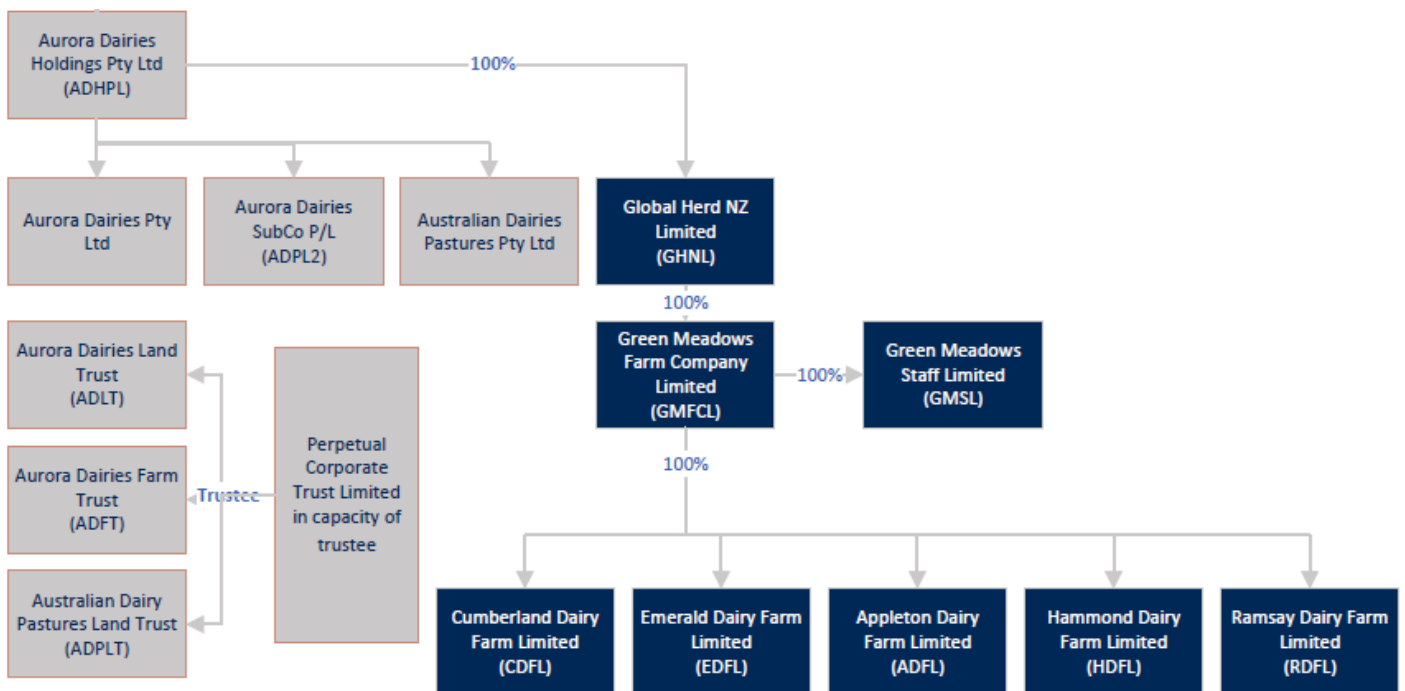 Aurora Dairies
Holdings Pty Ltd
(ADHPL)
100%
Aurora Dairies Pty
Ltd
Aurora Dairies
SubCo P/L
(ADPL2)
Australian Dairies
Pastures Pty Ltd
Global Herd NZ
Limited
(GHNL)
100%
Aurora Dairies Land
Trust
(ADLT)
Aurora Dairies Farm
Trust
(ADFT)
Australian Dairy
Pastures Land Trust
(ADPLT)
Trustee
Perpetual
Corporate
Trust Limited
in capacity of
trustee
Green Meadows
Farm Company
Limited
(GMFCL)
100%
Green Meadows
Staff Limited
(GMSL)
100%
Cumberland Dairy
Farm Limited
(CDFL)
Emerald Dairy Farm
Limited
(EDFL)
Appleton Dairy
Farm Limited
(ADFL)
Hammond Dairy
Farm Limited
(HDFL)
Ramsay Dairy Farm
Limited
(RDFL)